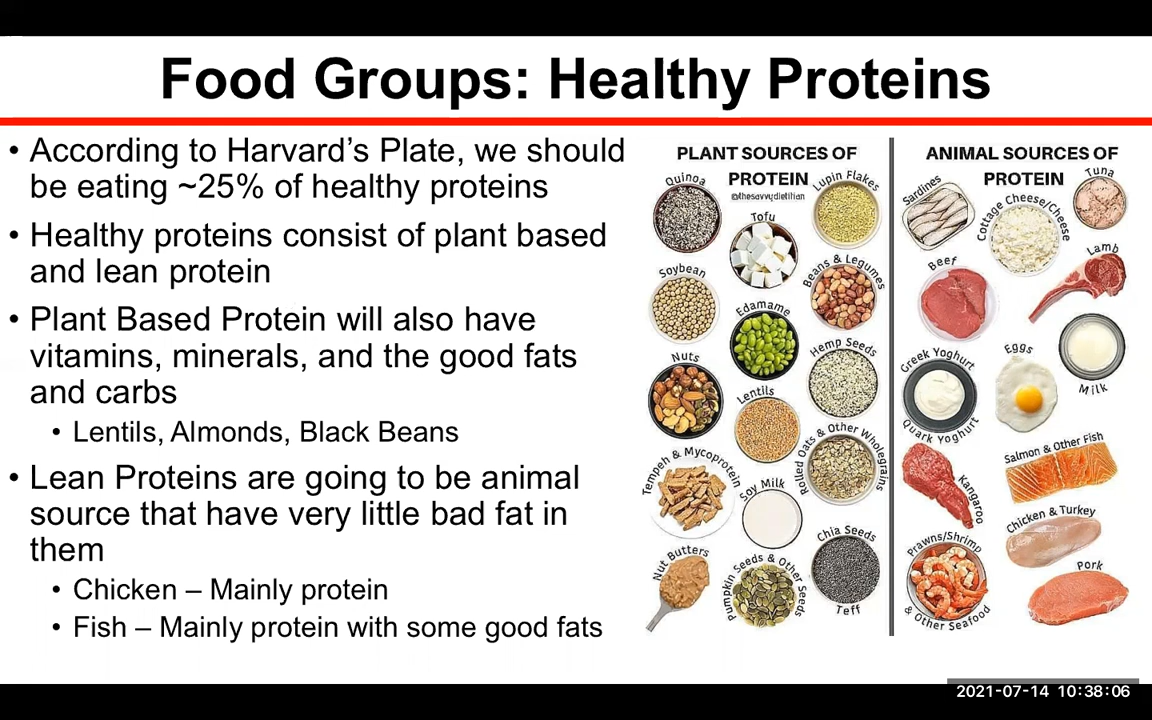 Food Groups: Healthy Proteins
• According to Harvard’s Plate, we should
be eating ~25% of healthy proteins
• Healthy proteins consist of plant based
and lean protein
• Plant Based Protein will also have
vitamins, minerals, and the good fats
and carbs
• Lentils, Almonds, Black Beans
• Lean Proteins are going to be animal
source that have very little bad fat in
them
• Chicken – Mainly protein
• Fish – Mainly protein with some good fats
PLANT SOURCES OF
PROTEIN
@thesavvydietitian
Quinoa
Lupin Flakes
Tofu
Soybean
Beans & Legumes
Edamame
Nuts
Hemp Seeds
Lentils
Tempeh & Mycoprotein
Rolled Oats & Other Wholegrains
Soy Milk
Nut Butters
Pumpkin Seeds & Other Seeds
Chia Seeds
Teff
ANIMAL SOURCES OF
PROTEIN
Sardines
Cottage Cheese/Cheese
Tuna
Beef
Lamb
Greek Yoghurt
Quark Yoghurt
Eggs
Milk
Kangaroo
Salmon & Other Fish
Chicken & Turkey
Prawns/Shrimp
& Other Seafood
Pork
2021-07-14 10:38:06